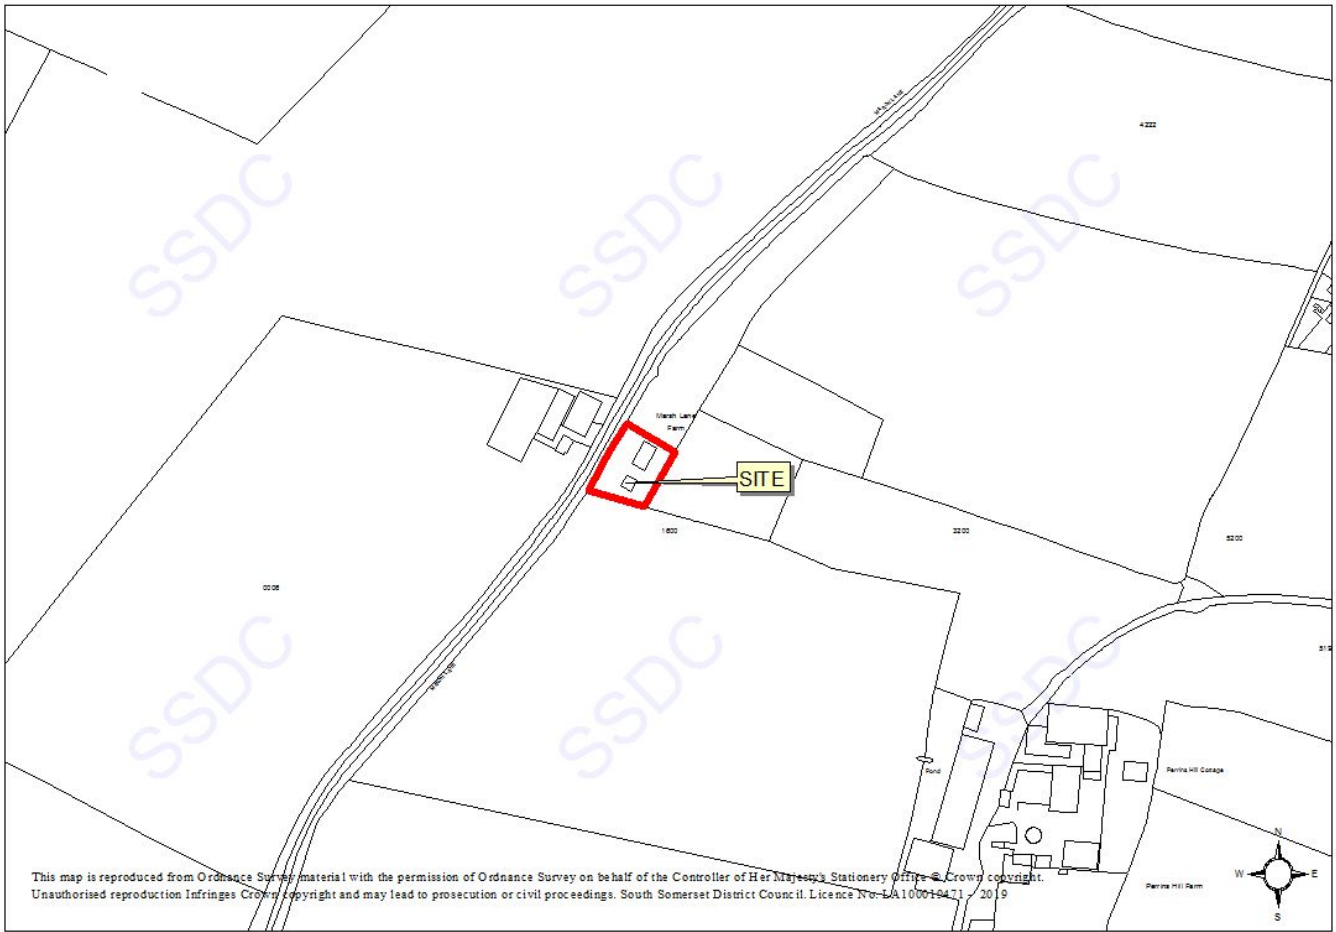 MARSH LANE
4222
SSDC
SSDC
SSDC
Marsh Lane
Farm
SITE
1600
3200
5200
0006
SSDC
SSDC
SSDC
Pond
Perrins Hill Cottage
Perrins Hill Farm
N
W
E
S
This map is reproduced from Ordnance Survey material with the permission of Ordnance Survey on behalf of the Controller of Her Majesty's Stationery Office © Crown copyright.
Unauthorised reproduction Infringes Crown copyright and may lead to prosecution or civil proceedings. South Somerset District Council. Licence No. LA100019471 - 2019